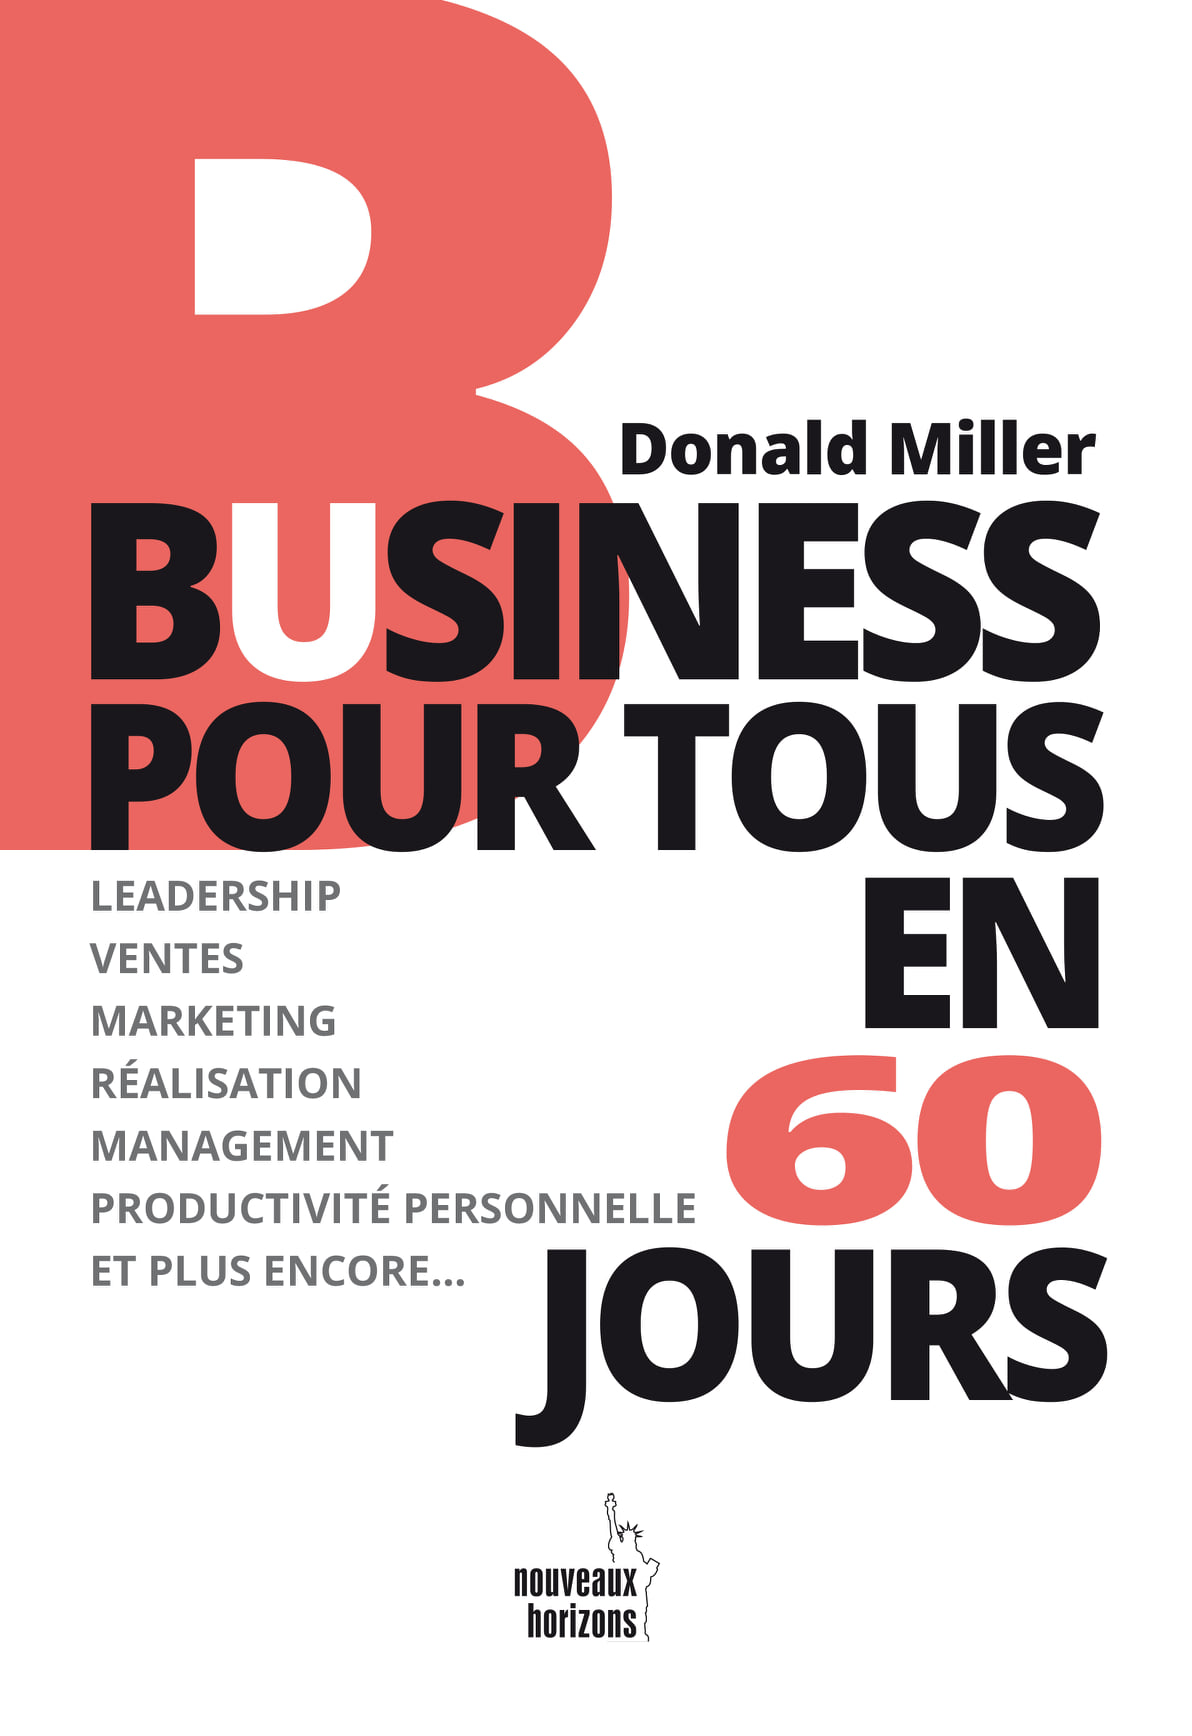 B
Donald Miller
BUSINESS
POUR TOUS
EN
60
JOURS
LEADERSHIP
VENTES
MARKETING
RÉALISATION
MANAGEMENT
PRODUCTIVITÉ PERSONNELLE
ET PLUS ENCORE...
nouveaux
horizons